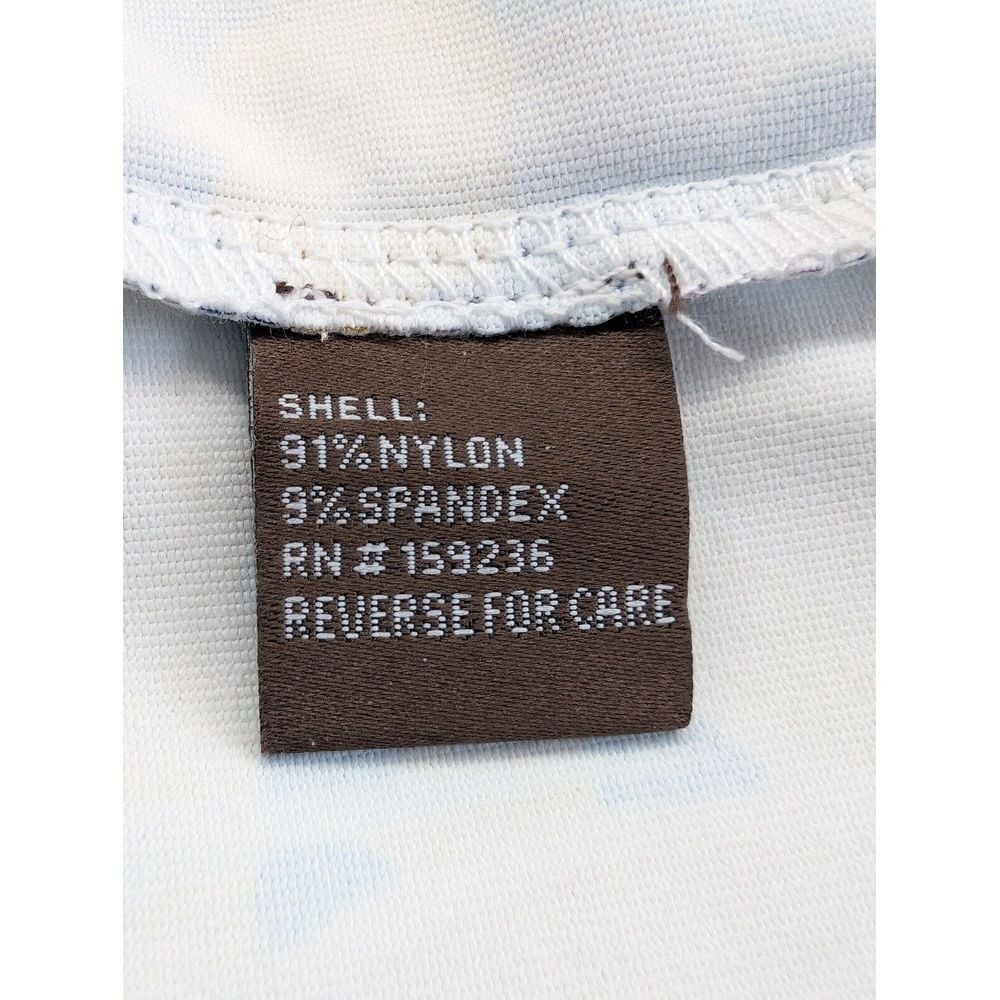 SHELL:
91% NYLON
9% SPANDEX
RN # 159236
REVERSE FOR CARE